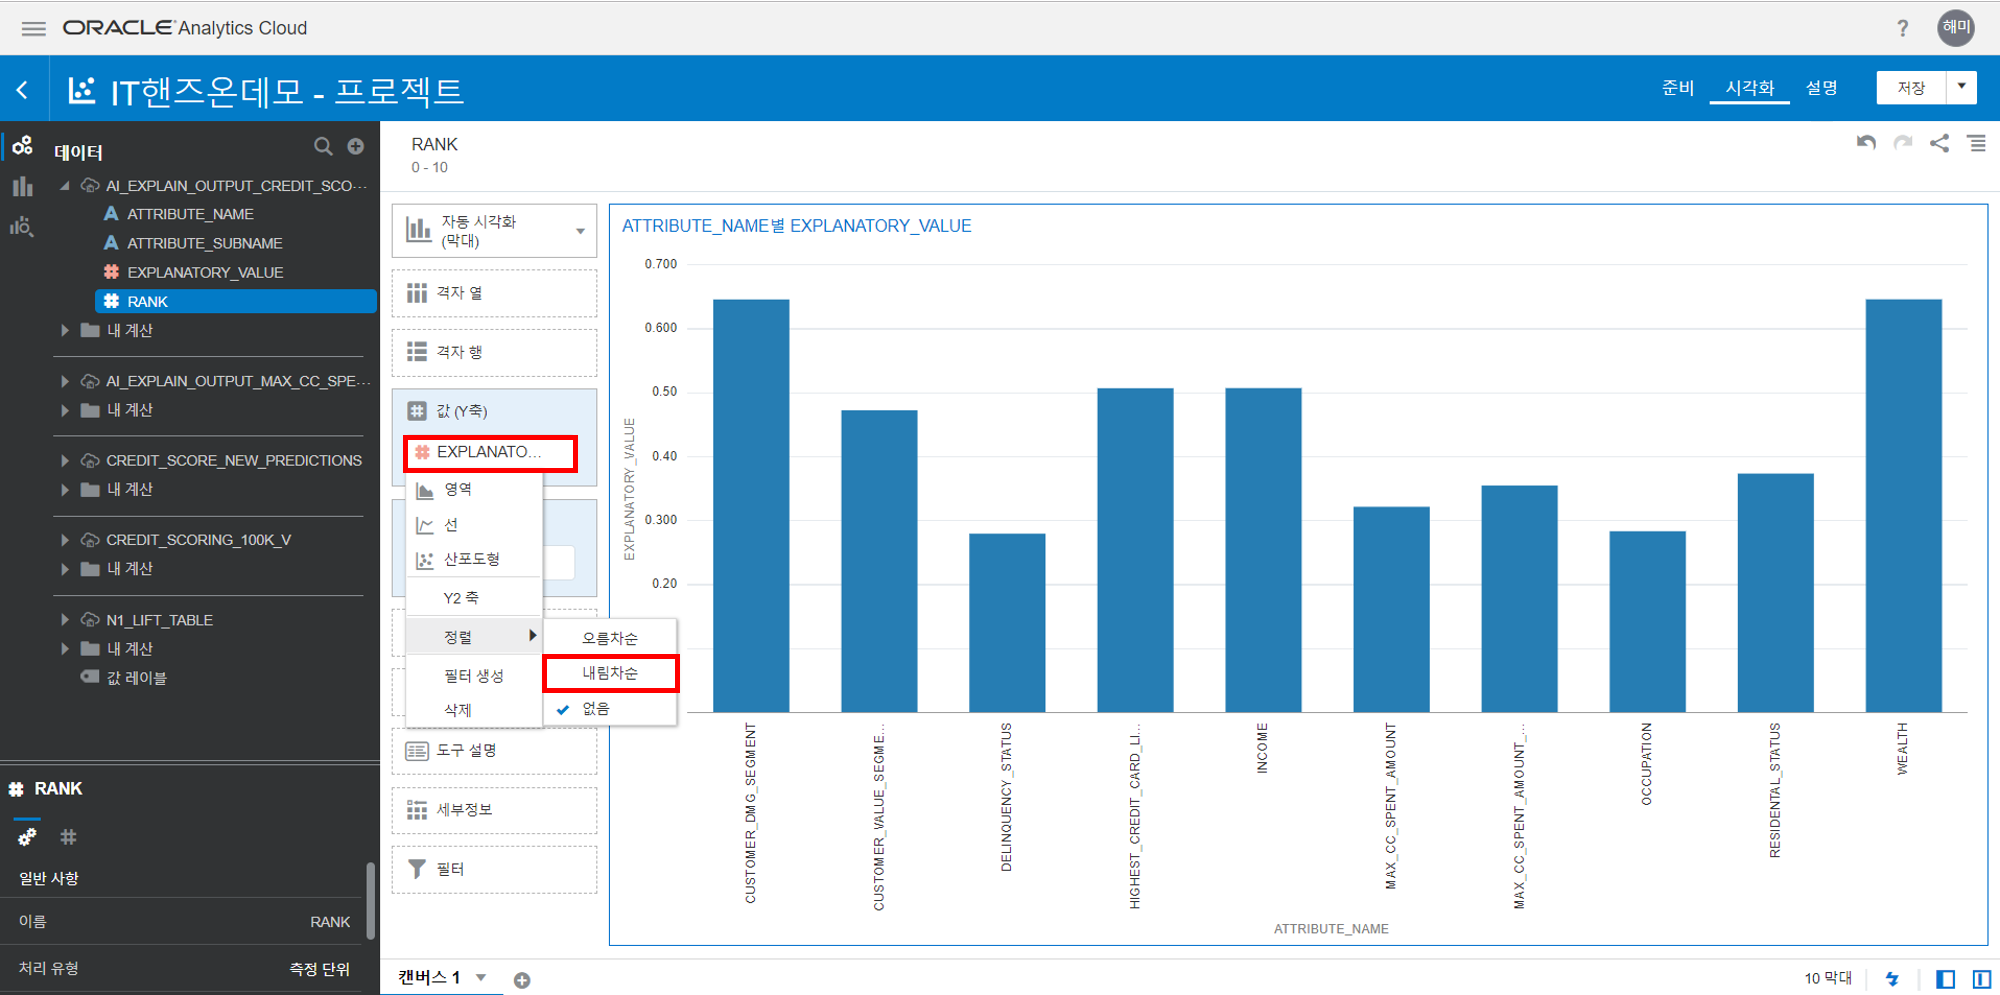 ORACLE Analytics Cloud
?
해미
IT핸즈온데모 - 프로젝트
준비
시각화
설명
저장
데이터
AI_EXPLAIN_OUTPUT_CREDIT_SCO...
ATTRIBUTE_NAME
ATTRIBUTE_SUBNAME
EXPLANATORY_VALUE
RANK
내 계산
AI_EXPLAIN_OUTPUT_MAX_CC_SPE...
내 계산
CREDIT_SCORE_NEW_PREDICTIONS
내 계산
CREDIT_SCORING_100K_V
내 계산
N1_LIFT_TABLE
내 계산
값 레이블
RANK
일반 사항
이름
RANK
처리 유형
측정 단위
RANK
0 - 10
자동 시각화
(막대)
격자 열
격자 행
값 (Y축)
EXPLANATO...
영역
선
산포도형
Y2 축
정렬
필터 생성
삭제
오름차순
내림차순
없음
도구 설명
세부정보
필터
ATTRIBUTE_NAME별 EXPLANATORY_VALUE
0.700
0.600
0.50
0.40
0.300
0.20
EXPLANATORY_VALUE
CUSTOMER_DMG_SEGMENT
CUSTOMER_VALUE_SEGME...
DELINQUENCY_STATUS
HIGHEST_CREDIT_CARD_LI...
INCOME
MAX_CC_SPENT_AMOUNT
MAX_CC_SPENT_AMOUNT_...
OCCUPATION
RESIDENTAL_STATUS
WEALTH
ATTRIBUTE_NAME
캔버스 1
10 막대